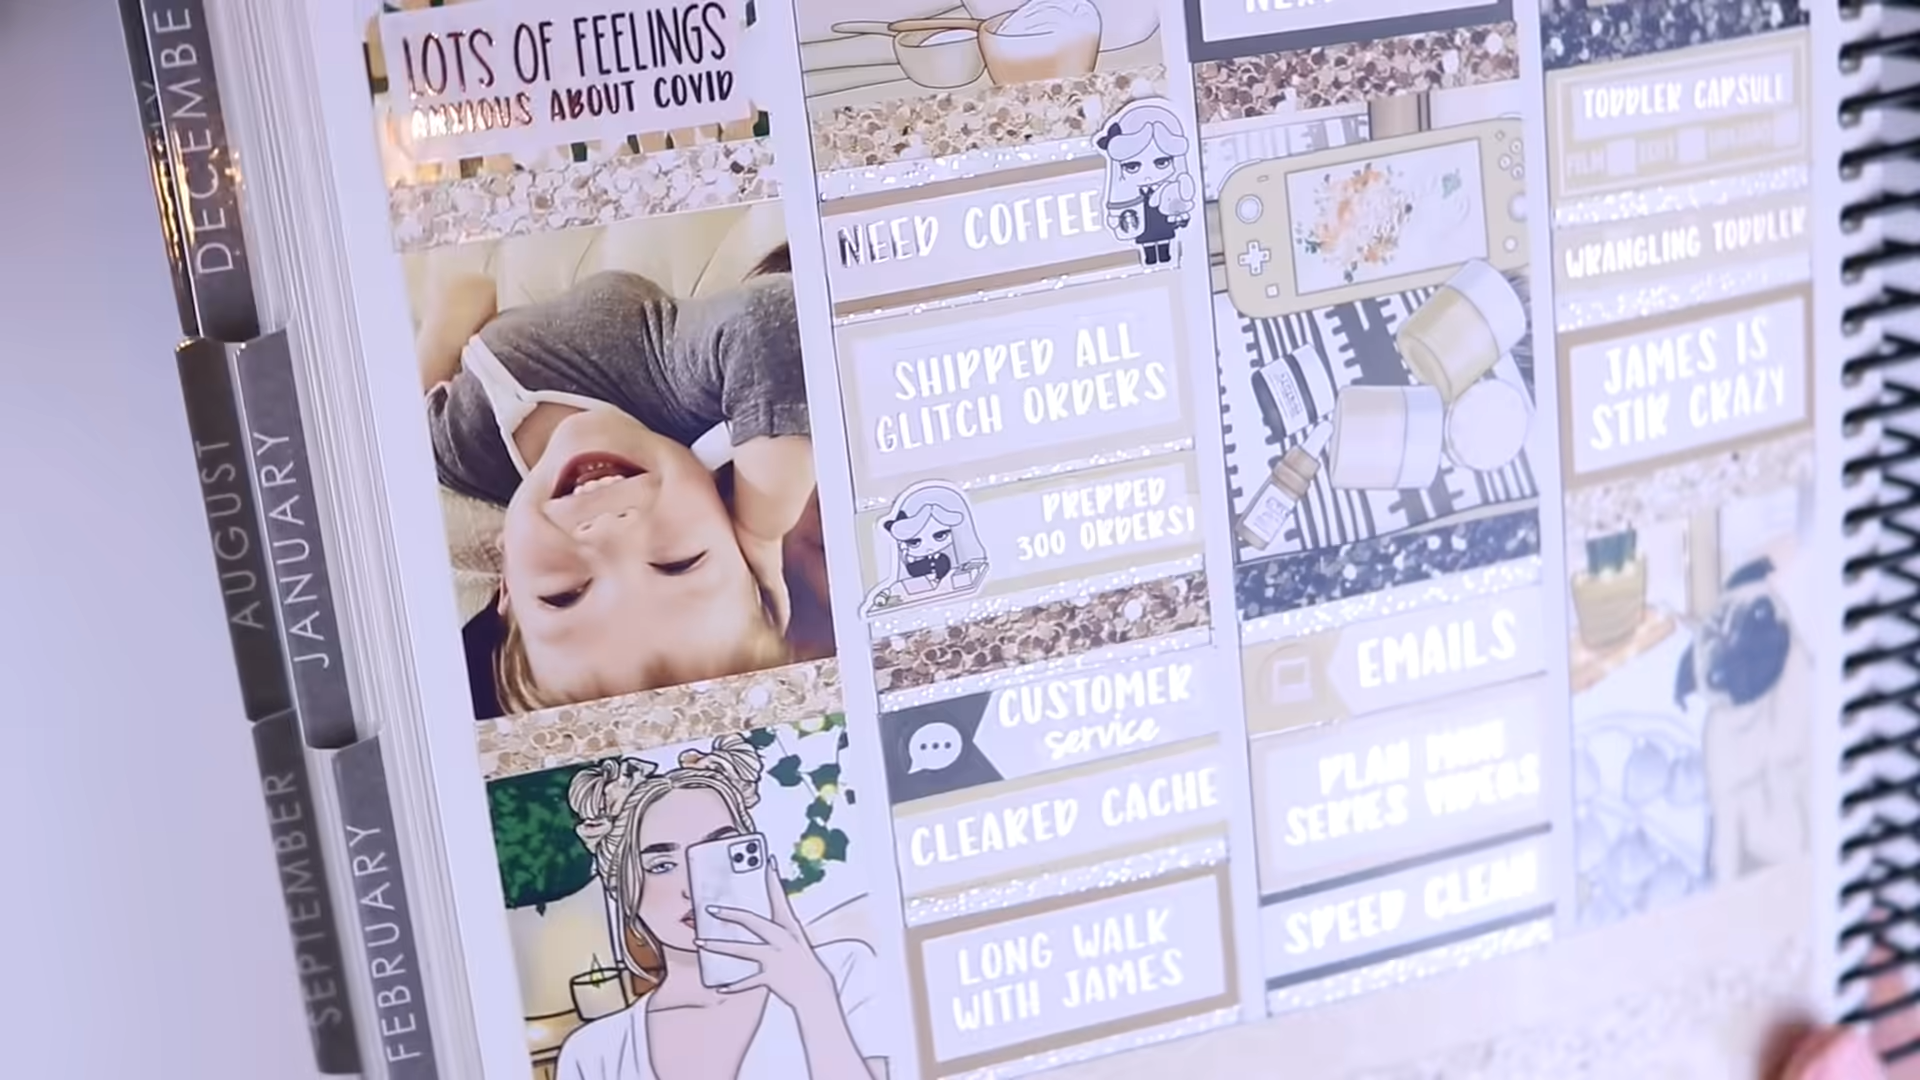 DECEMBE
AUGUST
JANUARY
SEPTEMBER
FEBRUARY
LOTS OF FEELINGS
ANXIOUS ABOUT COVID
NEED COFFEE
SHIPPED ALL
GLITCH ORDERS
PREPPED
300 ORDERS!
CUSTOMER
service
CLEARED CACHE
LONG WALK
WITH JAMES
EMAILS
PLAN
SERIES VIDEOS
SPEED CLEAN
TODDLER CAPSULE
WRANGLING TODDLER
JAMES IS
STIR CRAZY